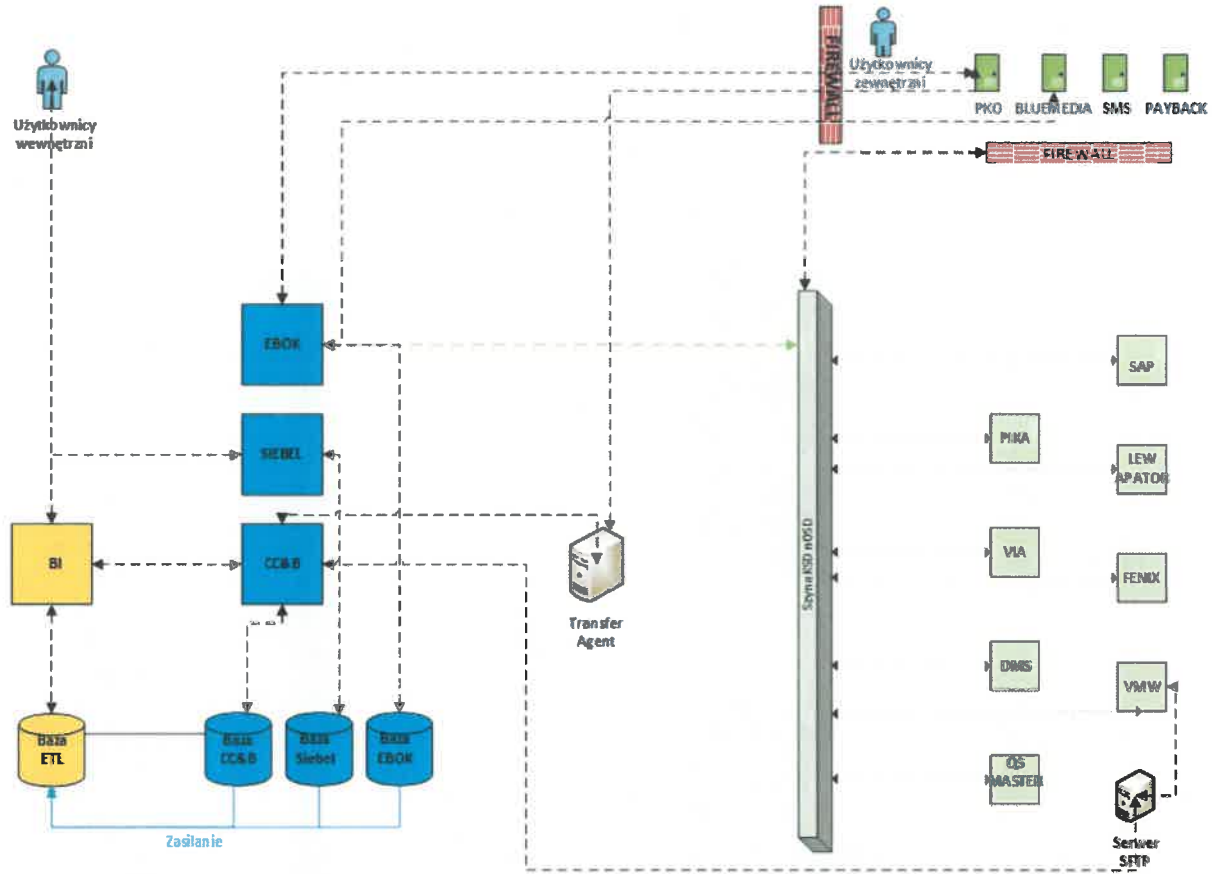 FIREWALL
Użytkownicy
zewnętrzni
PKO BLUEMEDIA SMS PAYBACK
FIREWALL
Użytkownicy
wewnętrzni
EBOK
SAP
SIEBEL
PIKA
LEW
APATOR
BI
CC&B
Transfer
Agent
Szyna KSD nOSD
VIA
FENIX
DMS
VMW
Baza
ETL
Baza
CC&B
Baza
Siebel
Baza
EBOK
QS
MASTER
Zasilanie
Serwer
SFTP